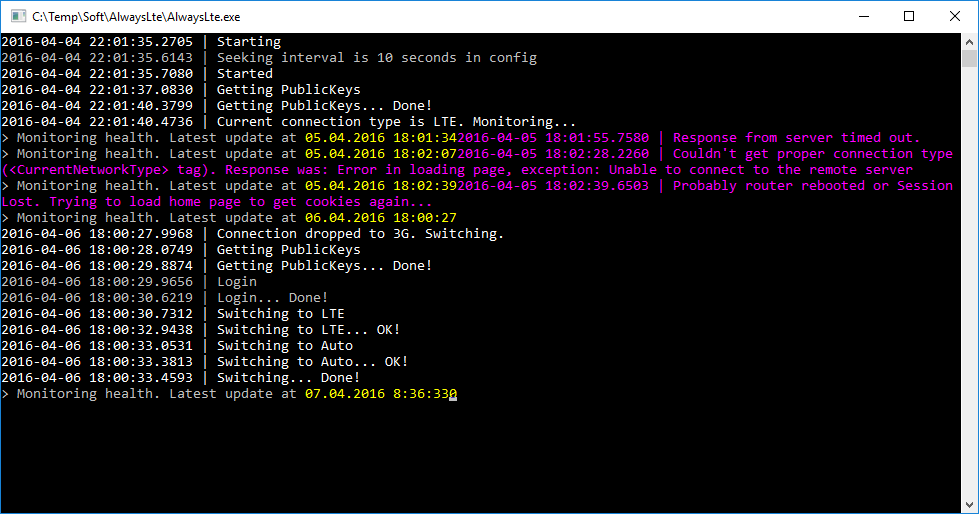 C:\Temp\Soft\AlwaysLte\AlwaysLte.exe
2016-04-04 22:01:35.2705 | Starting
2016-04-04 22:01:35.6143 | Seeking interval is 10 seconds in config
2016-04-04 22:01:35.7080 | Started
2016-04-04 22:01:37.0830 | Getting PublicKeys
2016-04-04 22:01:40.3799 | Getting PublicKeys... Done!
2016-04-04 22:01:40.4736 | Current connection type is LTE. Monitoring...
> Monitoring health. Latest update at 05.04.2016 18:01:342016-04-05 18:01:55.7580 | Response from server timed out.
> Monitoring health. Latest update at 05.04.2016 18:02:072016-04-05 18:02:28.2260 | Couldn't get proper connection type
(<CurrentNetworkType> tag). Response was: Error in loading page, exception: Unable to connect to the remote server
> Monitoring health. Latest update at 05.04.2016 18:02:392016-04-05 18:02:39.6503 | Probably router rebooted or Session
Lost. Trying to load home page to get cookies again...
> Monitoring health. Latest update at 06.04.2016 18:00:27
2016-04-06 18:00:27.9968 | Connection dropped to 3G. Switching.
2016-04-06 18:00:28.0749 | Getting PublicKeys
2016-04-06 18:00:29.8874 | Getting PublicKeys... Done!
2016-04-06 18:00:29.9656 | Login
2016-04-06 18:00:30.6219 | Login... Done!
2016-04-06 18:00:30.7312 | Switching to LTE
2016-04-06 18:00:32.9438 | Switching to LTE... OK!
2016-04-06 18:00:33.0531 | Switching to Auto
2016-04-06 18:00:33.3813 | Switching to Auto... OK!
2016-04-06 18:00:33.4593 | Switching... Done!
> Monitoring health. Latest update at 07.04.2016 8:36:330